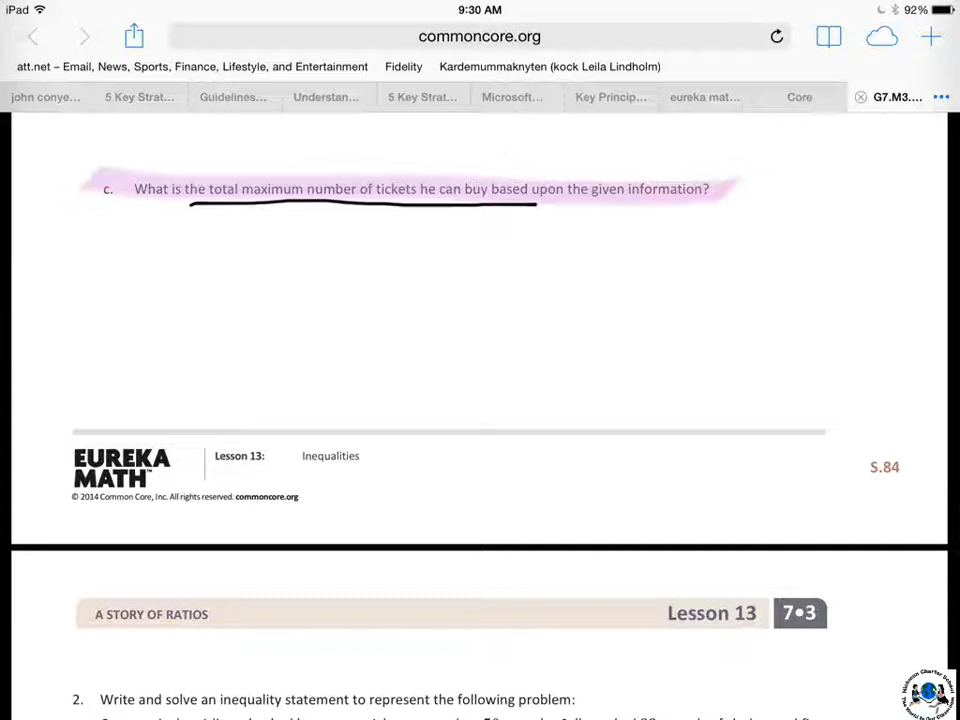 iPad 9:30 AM 92%
commoncore.org
att.net – Email, News, Sports, Finance, Lifestyle, and Entertainment Fidelity Kardemummaknyten (kock Leila Lindholm)
john conye... 5 Key Strat... Guidelines... Understan... 5 Key Strat... Microsoft... Key Princip... eureka mat... Core G7.M3....
c. What is the total maximum number of tickets he can buy based upon the given information?
EUREKA MATH™ Lesson 13: Inequalities
S.84
© 2014 Common Core, Inc. All rights reserved. commoncore.org
A STORY OF RATIOS Lesson 13 7•3
2. Write and solve an inequality statement to represent the following problem: